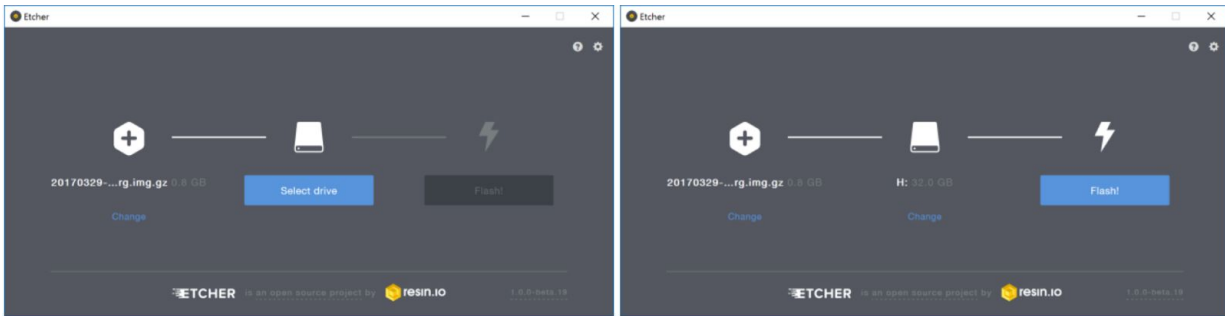 Etcher
20170329-...rg.img.gz 0.8 GB
Select drive
Flash!
Change
ETCHER is an open source project by resin.io
1.0.0-beta.19
Etcher
20170329-...rg.img.gz 0.8 GB
H: 32.0 GB
Flash!
Change
Change
ETCHER is an open source project by resin.io
1.0.0-beta.19